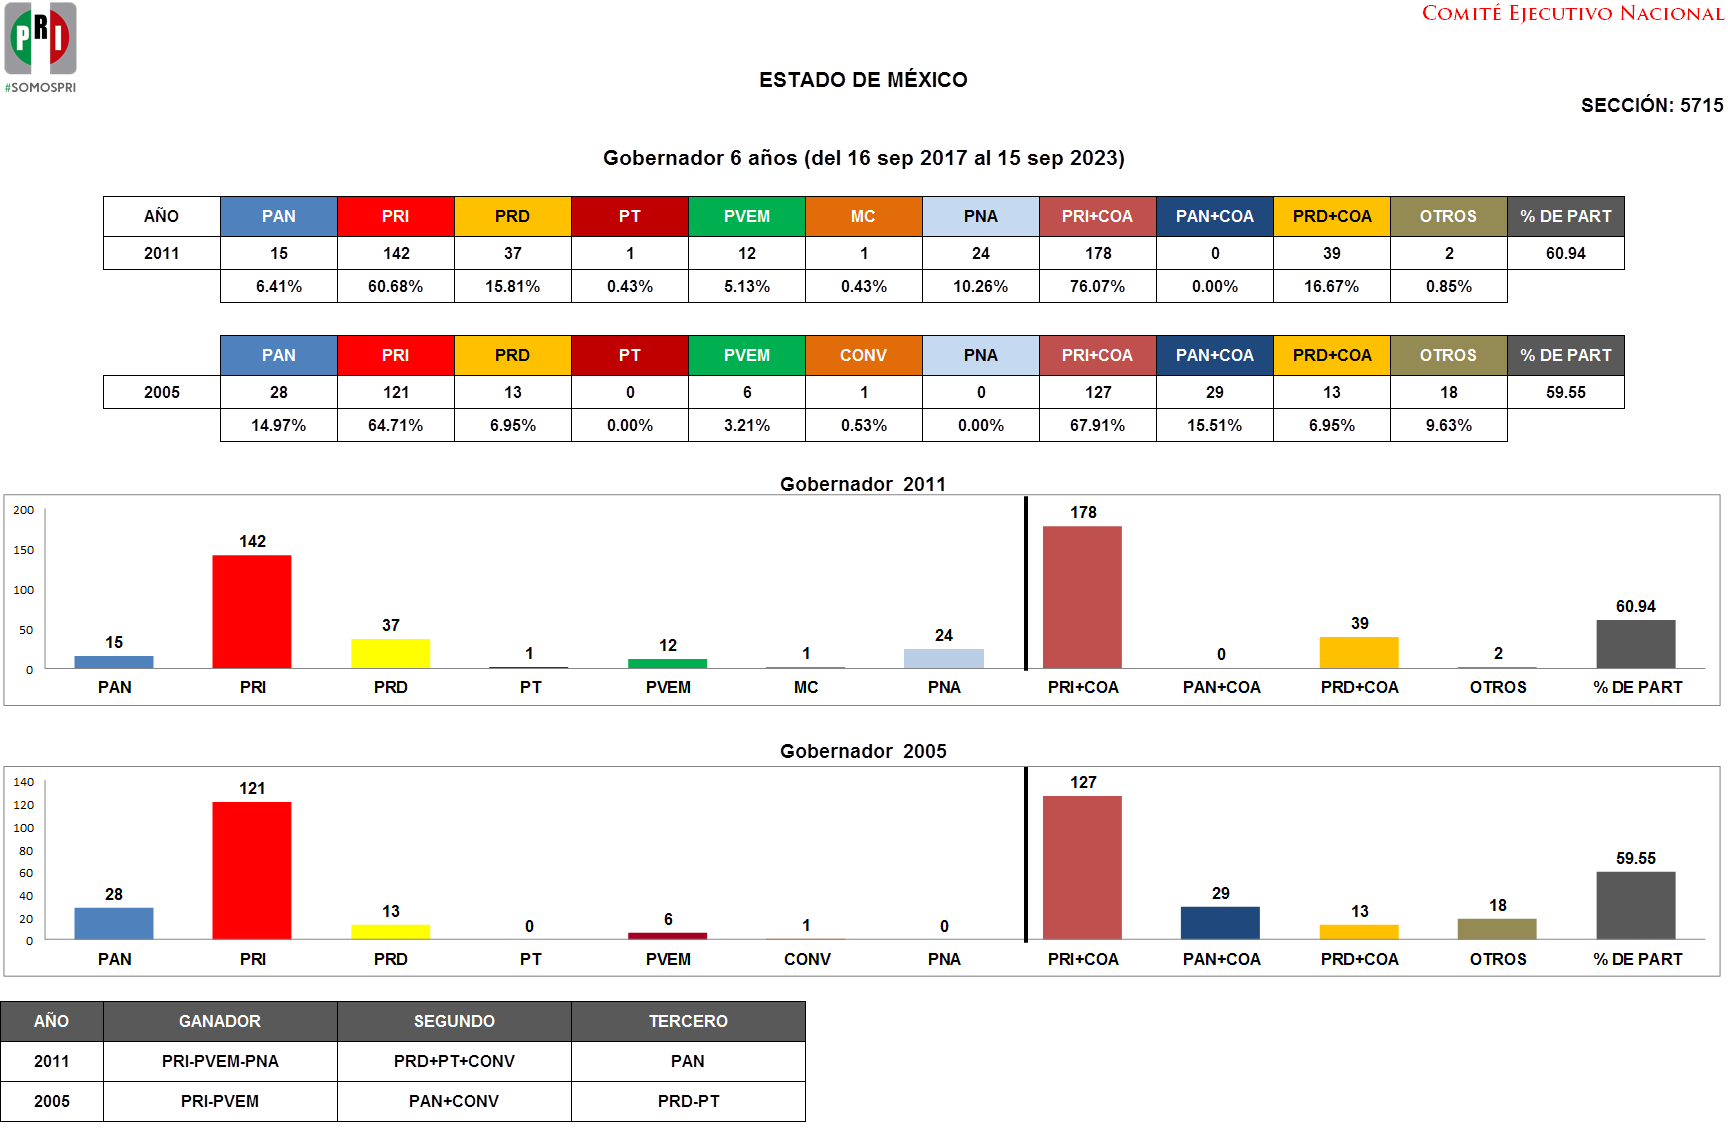 PRI
#SOMOSPRI
COMITÉ EJECUTIVO NACIONAL
ESTADO DE MÉXICO
SECCIÓN: 5715
Gobernador 6 años (del 16 sep 2017 al 15 sep 2023)
AÑO PAN PRI PRD PT PVEM MC PNA PRI+COA PAN+COA PRD+COA OTROS % DE PART
2011 15 142 37 1 12 1 24 178 0 39 2 60.94
6.41% 60.68% 15.81% 0.43% 5.13% 0.43% 10.26% 76.07% 0.00% 16.67% 0.85%
PAN PRI PRD PT PVEM CONV PNA PRI+COA PAN+COA PRD+COA OTROS % DE PART
2005 28 121 13 0 6 1 0 127 29 13 18 59.55
14.97% 64.71% 6.95% 0.00% 3.21% 0.53% 0.00% 67.91% 15.51% 6.95% 9.63%
Gobernador 2011
200
150
100
50
0
15 142 37 1 12 1 24 178 0 39 2 60.94
PAN PRI PRD PT PVEM MC PNA PRI+COA PAN+COA PRD+COA OTROS % DE PART
Gobernador 2005
140
120
100
80
60
40
20
0
28 121 13 0 6 1 0 127 29 13 18 59.55
PAN PRI PRD PT PVEM CONV PNA PRI+COA PAN+COA PRD+COA OTROS % DE PART
AÑO GANADOR SEGUNDO TERCERO
2011 PRI-PVEM-PNA PRD+PT+CONV PAN
2005 PRI-PVEM PAN+CONV PRD-PT